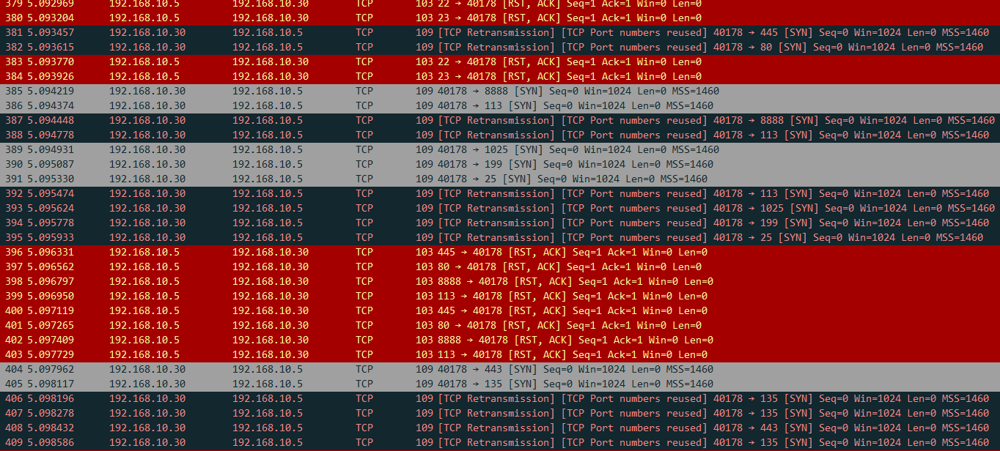 379 5.092969 192.168.10.5 192.168.10.30 TCP 103 22 → 40178 [RST, ACK] Seq=1 Ack=1 Win=0 Len=0
380 5.093204 192.168.10.5 192.168.10.30 TCP 103 23 → 40178 [RST, ACK] Seq=1 Ack=1 Win=0 Len=0
381 5.093457 192.168.10.30 192.168.10.5 TCP 109 [TCP Retransmission] [TCP Port numbers reused] 40178 → 445 [SYN] Seq=0 Win=1024 Len=0 MSS=1460
382 5.093615 192.168.10.30 192.168.10.5 TCP 109 [TCP Retransmission] [TCP Port numbers reused] 40178 → 80 [SYN] Seq=0 Win=1024 Len=0 MSS=1460
383 5.093770 192.168.10.5 192.168.10.30 TCP 103 22 → 40178 [RST, ACK] Seq=1 Ack=1 Win=0 Len=0
384 5.093926 192.168.10.5 192.168.10.30 TCP 103 23 → 40178 [RST, ACK] Seq=1 Ack=1 Win=0 Len=0
385 5.094219 192.168.10.30 192.168.10.5 TCP 109 40178 → 8888 [SYN] Seq=0 Win=1024 Len=0 MSS=1460
386 5.094374 192.168.10.30 192.168.10.5 TCP 109 40178 → 113 [SYN] Seq=0 Win=1024 Len=0 MSS=1460
387 5.094448 192.168.10.30 192.168.10.5 TCP 109 [TCP Retransmission] [TCP Port numbers reused] 40178 → 8888 [SYN] Seq=0 Win=1024 Len=0 MSS=1460
388 5.094778 192.168.10.30 192.168.10.5 TCP 109 [TCP Retransmission] [TCP Port numbers reused] 40178 → 113 [SYN] Seq=0 Win=1024 Len=0 MSS=1460
389 5.094931 192.168.10.30 192.168.10.5 TCP 109 40178 → 1025 [SYN] Seq=0 Win=1024 Len=0 MSS=1460
390 5.095087 192.168.10.30 192.168.10.5 TCP 109 40178 → 199 [SYN] Seq=0 Win=1024 Len=0 MSS=1460
391 5.095330 192.168.10.30 192.168.10.5 TCP 109 40178 → 25 [SYN] Seq=0 Win=1024 Len=0 MSS=1460
392 5.095474 192.168.10.30 192.168.10.5 TCP 109 [TCP Retransmission] [TCP Port numbers reused] 40178 → 113 [SYN] Seq=0 Win=1024 Len=0 MSS=1460
393 5.095624 192.168.10.30 192.168.10.5 TCP 109 [TCP Retransmission] [TCP Port numbers reused] 40178 → 1025 [SYN] Seq=0 Win=1024 Len=0 MSS=1460
394 5.095778 192.168.10.30 192.168.10.5 TCP 109 [TCP Retransmission] [TCP Port numbers reused] 40178 → 199 [SYN] Seq=0 Win=1024 Len=0 MSS=1460
395 5.095933 192.168.10.30 192.168.10.5 TCP 109 [TCP Retransmission] [TCP Port numbers reused] 40178 → 25 [SYN] Seq=0 Win=1024 Len=0 MSS=1460
396 5.096331 192.168.10.5 192.168.10.30 TCP 103 445 → 40178 [RST, ACK] Seq=1 Ack=1 Win=0 Len=0
397 5.096562 192.168.10.5 192.168.10.30 TCP 103 80 → 40178 [RST, ACK] Seq=1 Ack=1 Win=0 Len=0
398 5.096797 192.168.10.5 192.168.10.30 TCP 103 8888 → 40178 [RST, ACK] Seq=1 Ack=1 Win=0 Len=0
399 5.096950 192.168.10.5 192.168.10.30 TCP 103 113 → 40178 [RST, ACK] Seq=1 Ack=1 Win=0 Len=0
400 5.097119 192.168.10.5 192.168.10.30 TCP 103 445 → 40178 [RST, ACK] Seq=1 Ack=1 Win=0 Len=0
401 5.097265 192.168.10.5 192.168.10.30 TCP 103 80 → 40178 [RST, ACK] Seq=1 Ack=1 Win=0 Len=0
402 5.097409 192.168.10.5 192.168.10.30 TCP 103 8888 → 40178 [RST, ACK] Seq=1 Ack=1 Win=0 Len=0
403 5.097729 192.168.10.5 192.168.10.30 TCP 103 113 → 40178 [RST, ACK] Seq=1 Ack=1 Win=0 Len=0
404 5.097962 192.168.10.30 192.168.10.5 TCP 109 40178 → 443 [SYN] Seq=0 Win=1024 Len=0 MSS=1460
405 5.098117 192.168.10.30 192.168.10.5 TCP 109 40178 → 135 [SYN] Seq=0 Win=1024 Len=0 MSS=1460
406 5.098196 192.168.10.30 192.168.10.5 TCP 109 [TCP Retransmission] [TCP Port numbers reused] 40178 → 135 [SYN] Seq=0 Win=1024 Len=0 MSS=1460
407 5.098278 192.168.10.30 192.168.10.5 TCP 109 [TCP Retransmission] [TCP Port numbers reused] 40178 → 135 [SYN] Seq=0 Win=1024 Len=0 MSS=1460
408 5.098432 192.168.10.30 192.168.10.5 TCP 109 [TCP Retransmission] [TCP Port numbers reused] 40178 → 443 [SYN] Seq=0 Win=1024 Len=0 MSS=1460
409 5.098586 192.168.10.30 192.168.10.5 TCP 109 [TCP Retransmission] [TCP Port numbers reused] 40178 → 135 [SYN] Seq=0 Win=1024 Len=0 MSS=1460